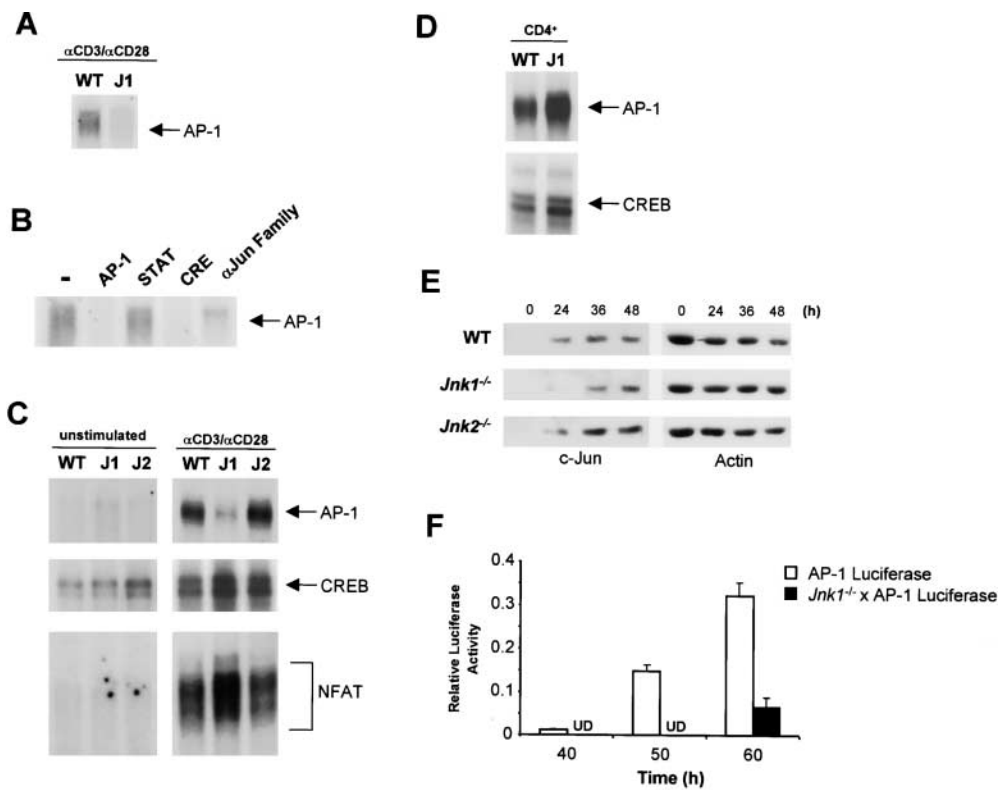 A
αCD3/αCD28
WT J1
AP-1
B
- AP-1 STAT CRE αJun Family
AP-1
C
unstimulated αCD3/αCD28
WT J1 J2 WT J1 J2
AP-1
CREB
NFAT
D
CD4+
WT J1
AP-1
CREB
E
0 24 36 48 0 24 36 48 (h)
WT
Jnk1-/-
Jnk2-/-
c-Jun Actin
F
Relative Luciferase Activity
0.4
0.3
0.2
0.1
0
UD UD
40 50 60
Time (h)
AP-1 Luciferase
Jnk1-/- x AP-1 Luciferase